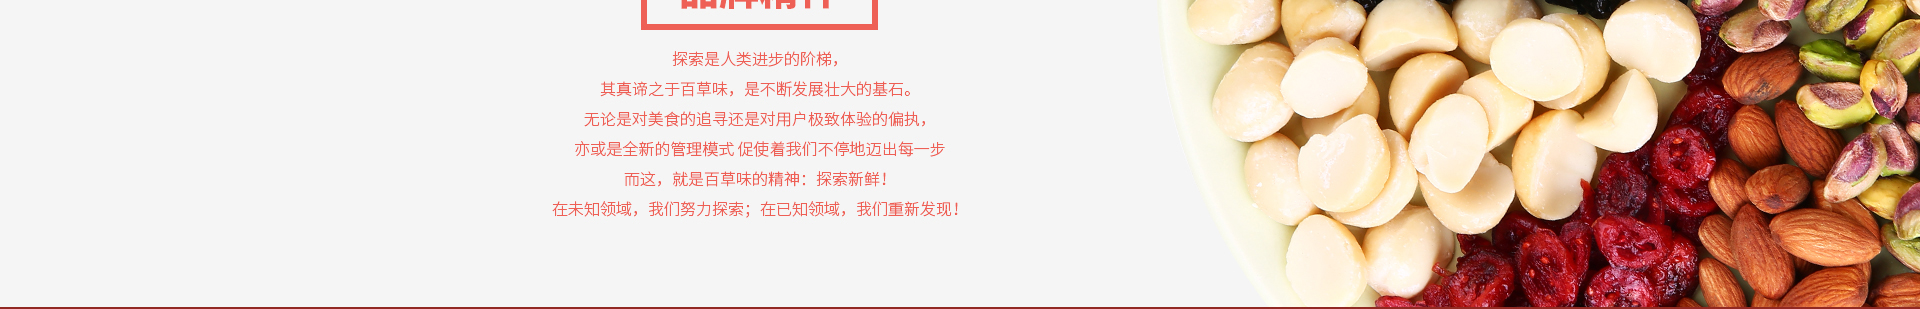 品牌精神
探索是人类进步的阶梯，
其真谛之于百草味，是不断发展壮大的基石。
无论是对美食的追寻还是对用户极致体验的偏执，
亦或是全新的管理模式 促使着我们不停地迈出每一步
而这，就是百草味的精神：探索新鲜！
在未知领域，我们努力探索；在已知领域，我们重新发现！